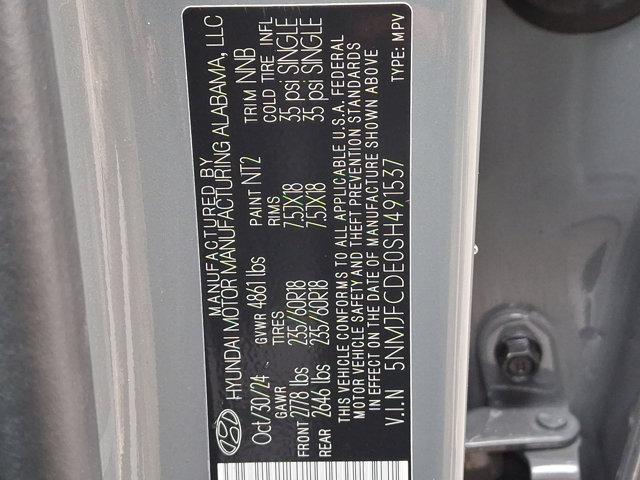 MANUFACTURED BY
HYUNDAI MOTOR MANUFACTURING ALABAMA, LLC
Oct/30/24 GVWR 4861 lbs PAINT NT2 TRIM NNB
GAWR TIRES RIMS COLD TIRE INFL
FRONT 2778 lbs 235/60R18 7.5JX18 35 psi SINGLE
REAR 2646 lbs 235/60R18 7.5JX18 35 psi SINGLE
THIS VEHICLE CONFORMS TO ALL APPLICABLE U.S.A. FEDERAL
MOTOR VEHICLE SAFETY AND THEFT PREVENTION STANDARDS
IN EFFECT ON THE DATE OF MANUFACTURE SHOWN ABOVE
V.I.N 5NMJFCDE0SH491537 TYPE: MPV